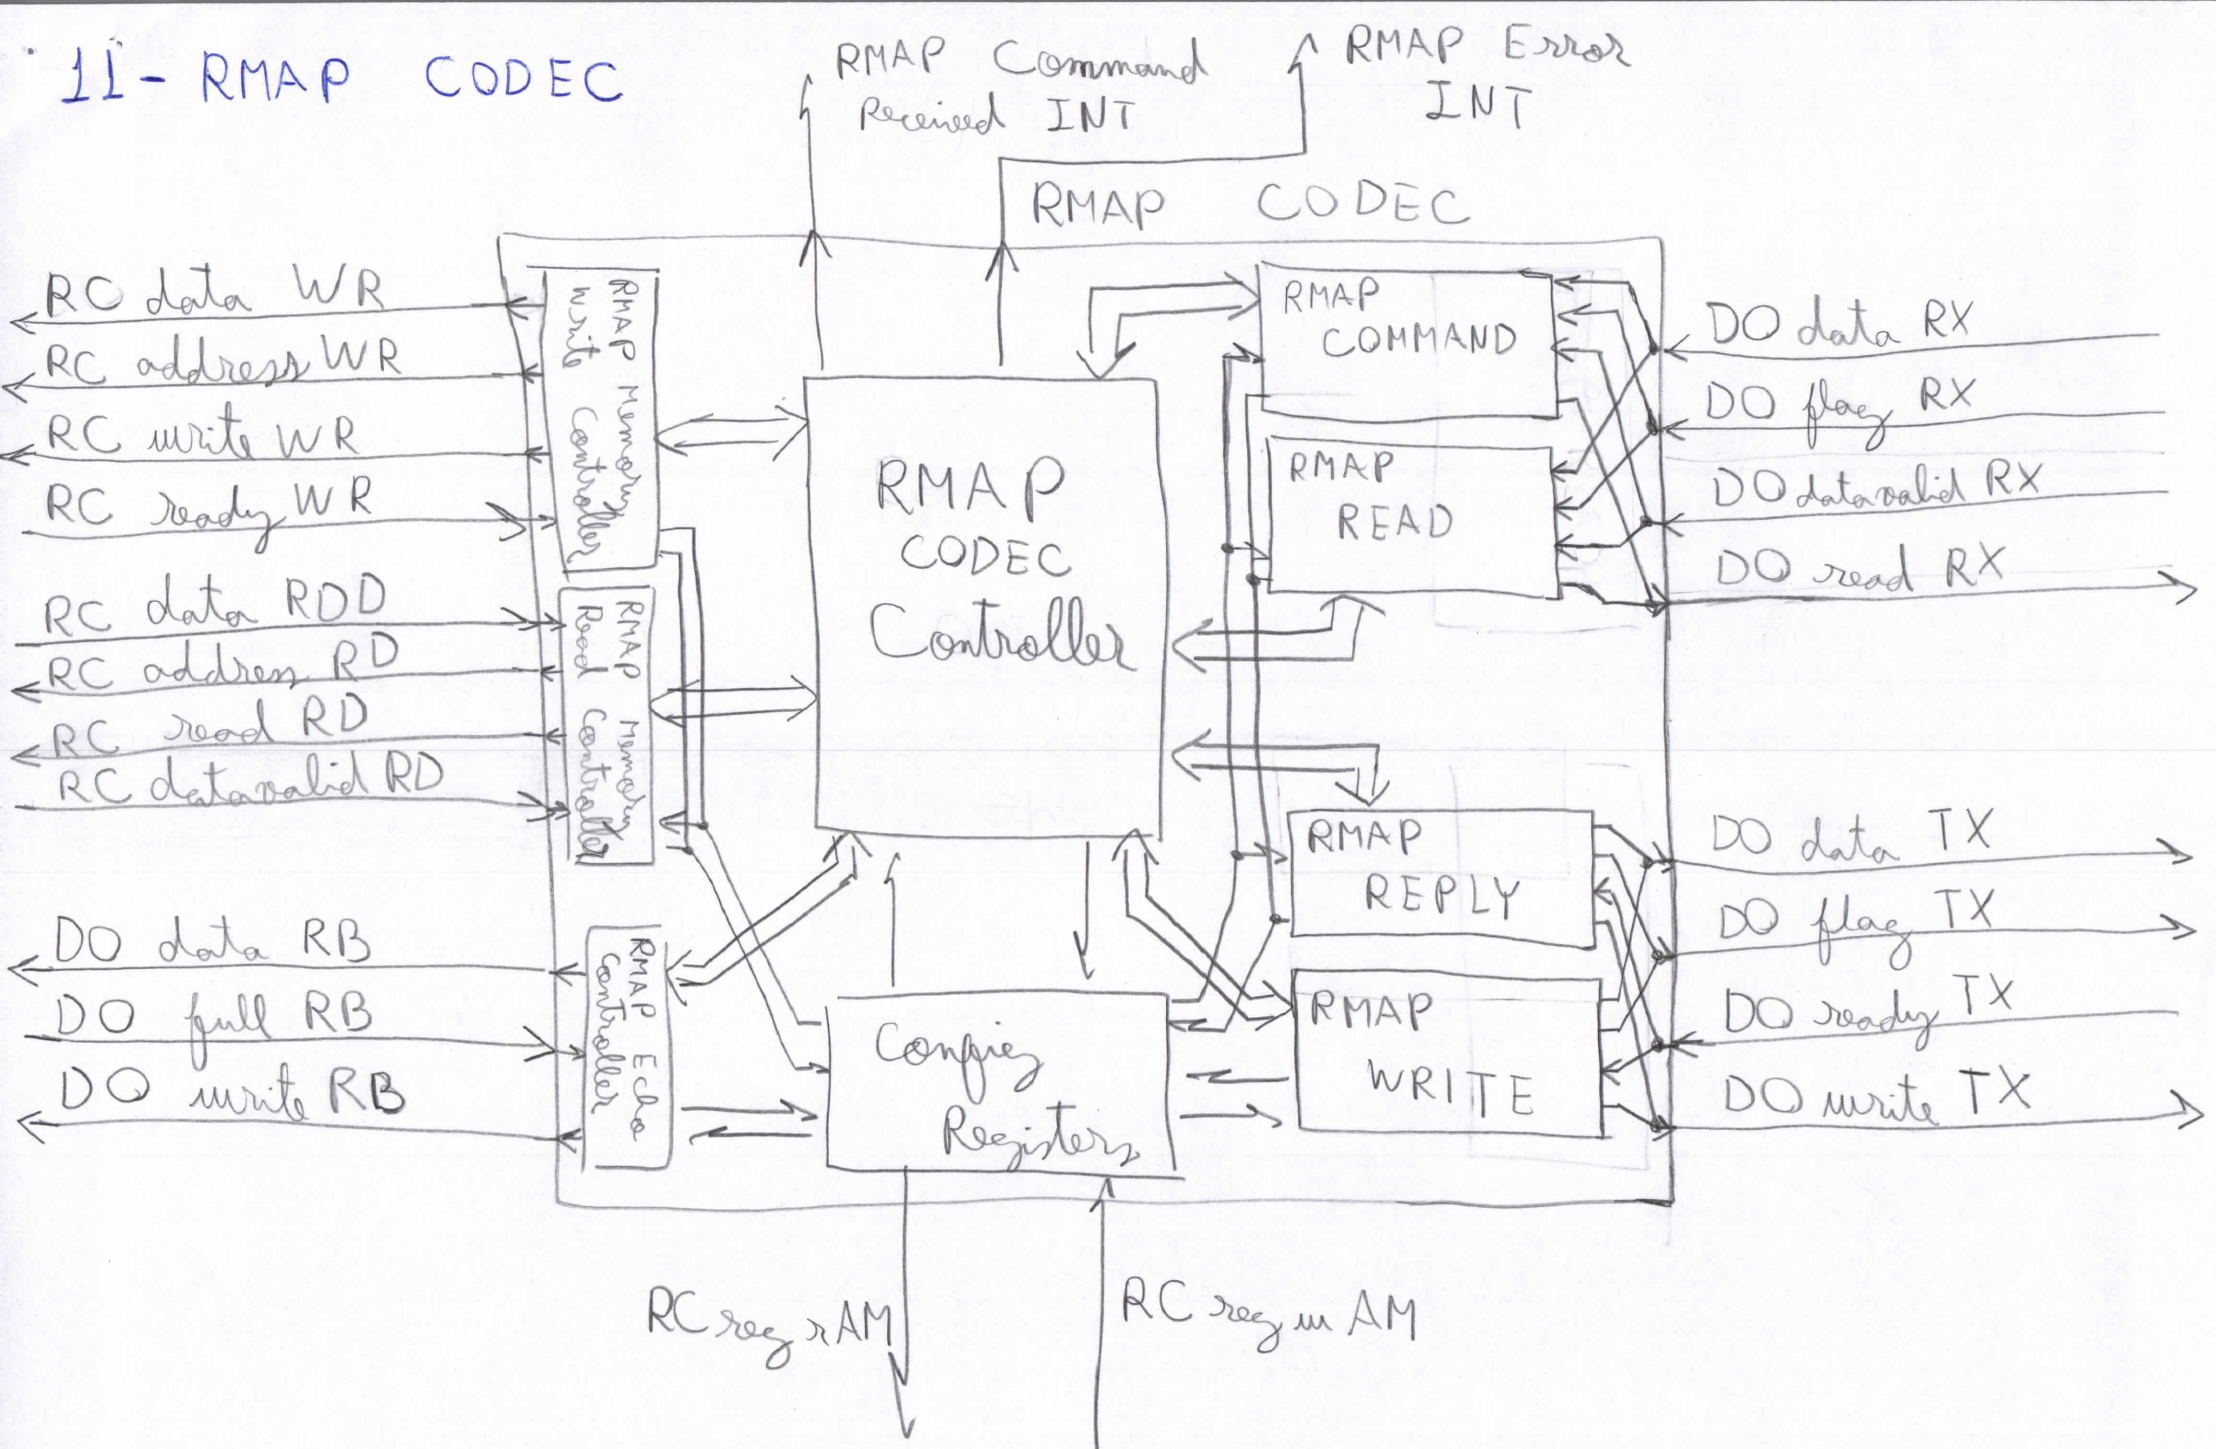 11- RMAP CODEC
RMAP Command
Received INT
RMAP Error
INT
RMAP CODEC
RC data WR
RC address WR
RC write WR
RC ready WR
RC data RDD
RC address RD
RC read RD
RC datavalid RD
DO data RB
DO full RB
DO write RB
RMAP Memory
Write Controller
RMAP Memory
Read Controller
RMAP Echo
Controller
RMAP
CODEC
Controller
Config
Registers
RMAP
COMMAND
RMAP
READ
RMAP
REPLY
RMAP
WRITE
DO data RX
DO flag RX
DO datavalid RX
DO read RX
DO data TX
DO flag TX
DO ready TX
DO write TX
RC reg r AM
RC reg w AM